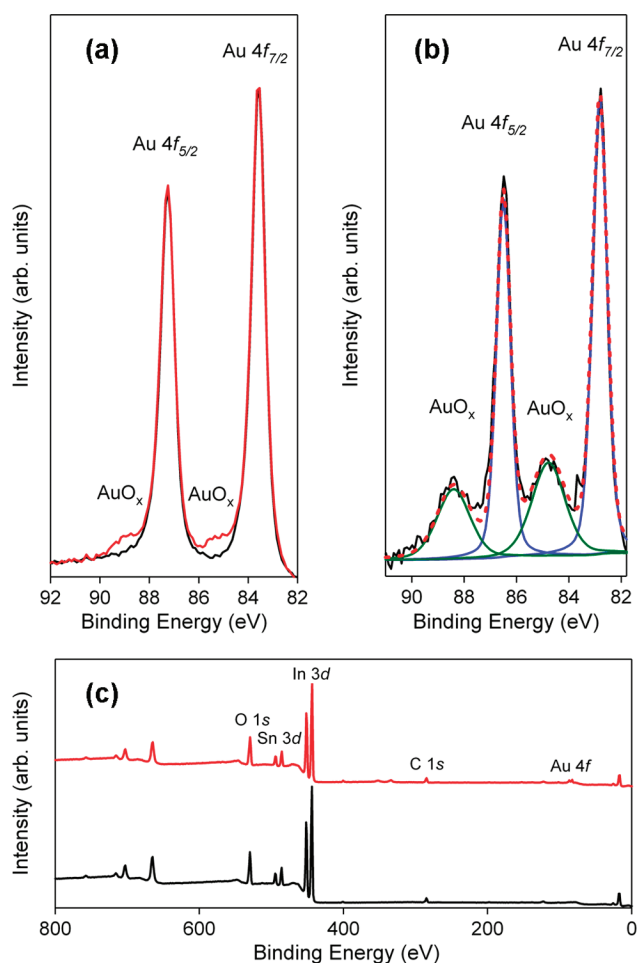 (a)
Au 4f7/2
Au 4f5/2
AuOx
AuOx
Intensity (arb. units)
92 90 88 86 84 82
Binding Energy (eV)
(b)
Au 4f7/2
Au 4f5/2
AuOx
AuOx
Intensity (arb. units)
90 88 86 84 82
Binding Energy (eV)
(c)
In 3d
O 1s
Sn 3d
C 1s
Au 4f
Intensity (arb. units)
800 600 400 200 0
Binding Energy (eV)